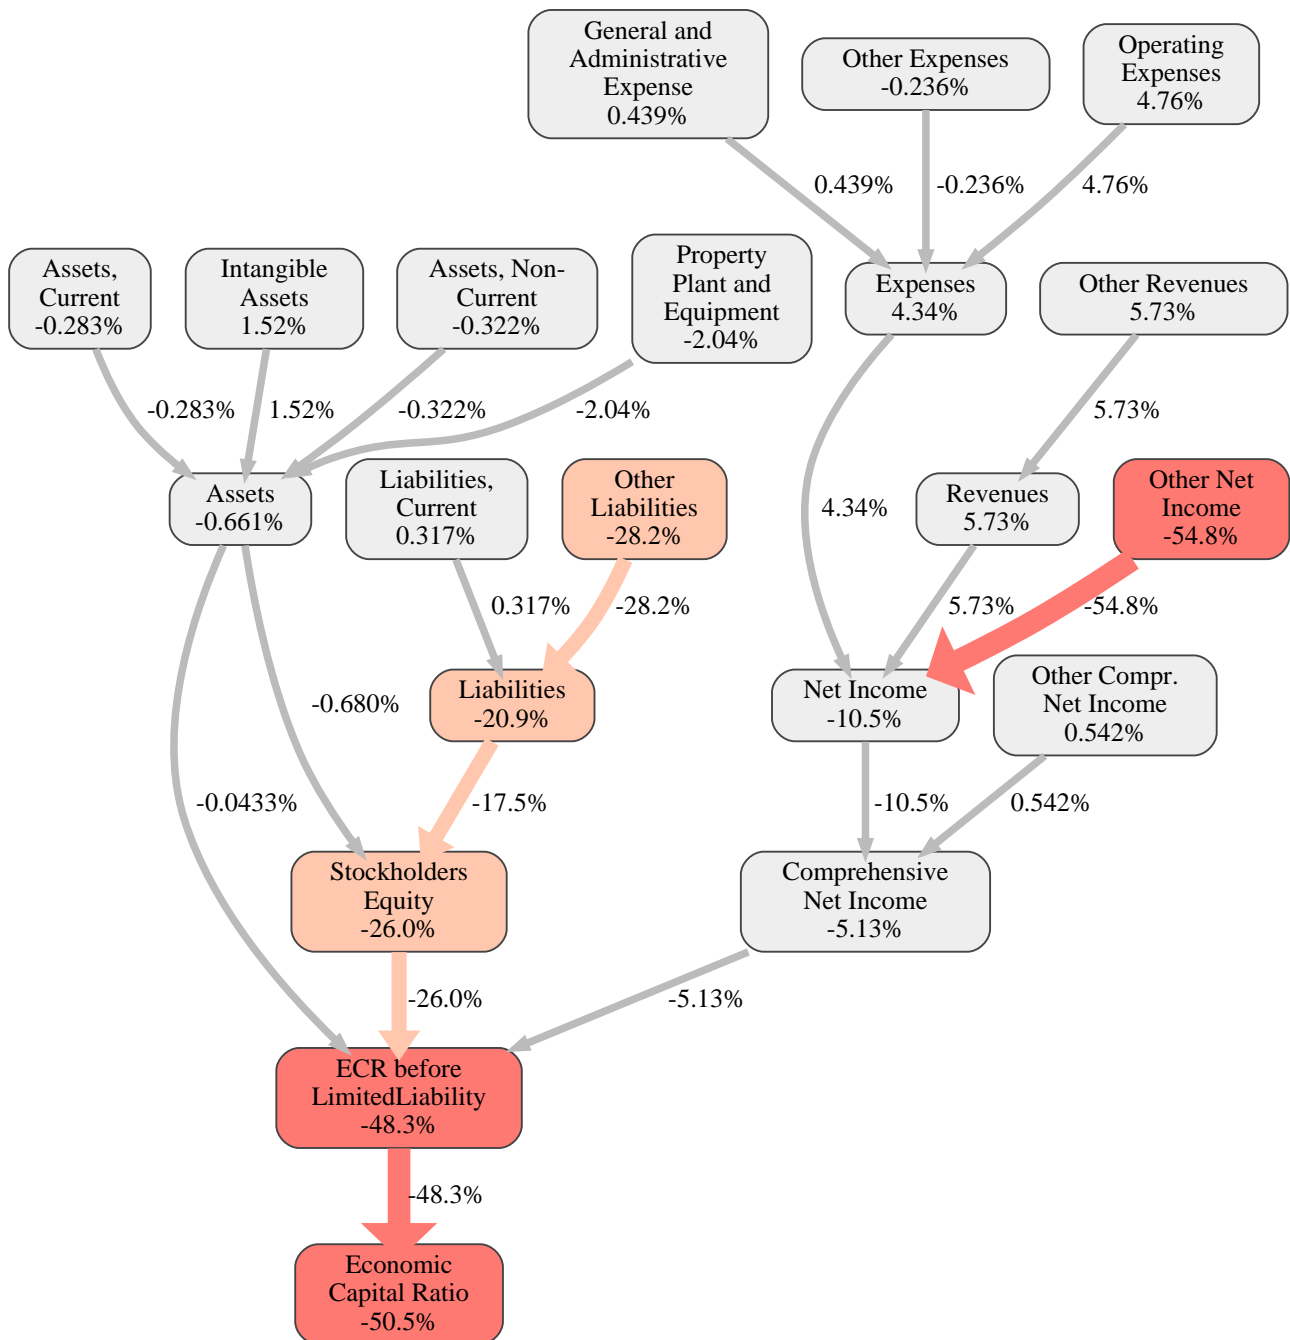 General and
Administrative
Expense
0.439%
Other Expenses
-0.236%
Operating
Expenses
4.76%
0.439%
-0.236%
4.76%
Assets,
Current
-0.283%
Intangible
Assets
1.52%
Assets, Non-
Current
-0.322%
Property
Plant and
Equipment
-2.04%
Expenses
4.34%
Other Revenues
5.73%
-0.283%
1.52%
-0.322%
-2.04%
5.73%
Assets
-0.661%
Liabilities,
Current
0.317%
Other
Liabilities
-28.2%
4.34%
Revenues
5.73%
Other Net
Income
-54.8%
0.317%
-28.2%
5.73%
-54.8%
-0.680%
Liabilities
-20.9%
Net Income
-10.5%
Other Compr.
Net Income
0.542%
-0.0433%
-17.5%
-10.5%
0.542%
Stockholders
Equity
-26.0%
Comprehensive
Net Income
-5.13%
-26.0%
-5.13%
ECR before
LimitedLiability
-48.3%
-48.3%
Economic
Capital Ratio
-50.5%